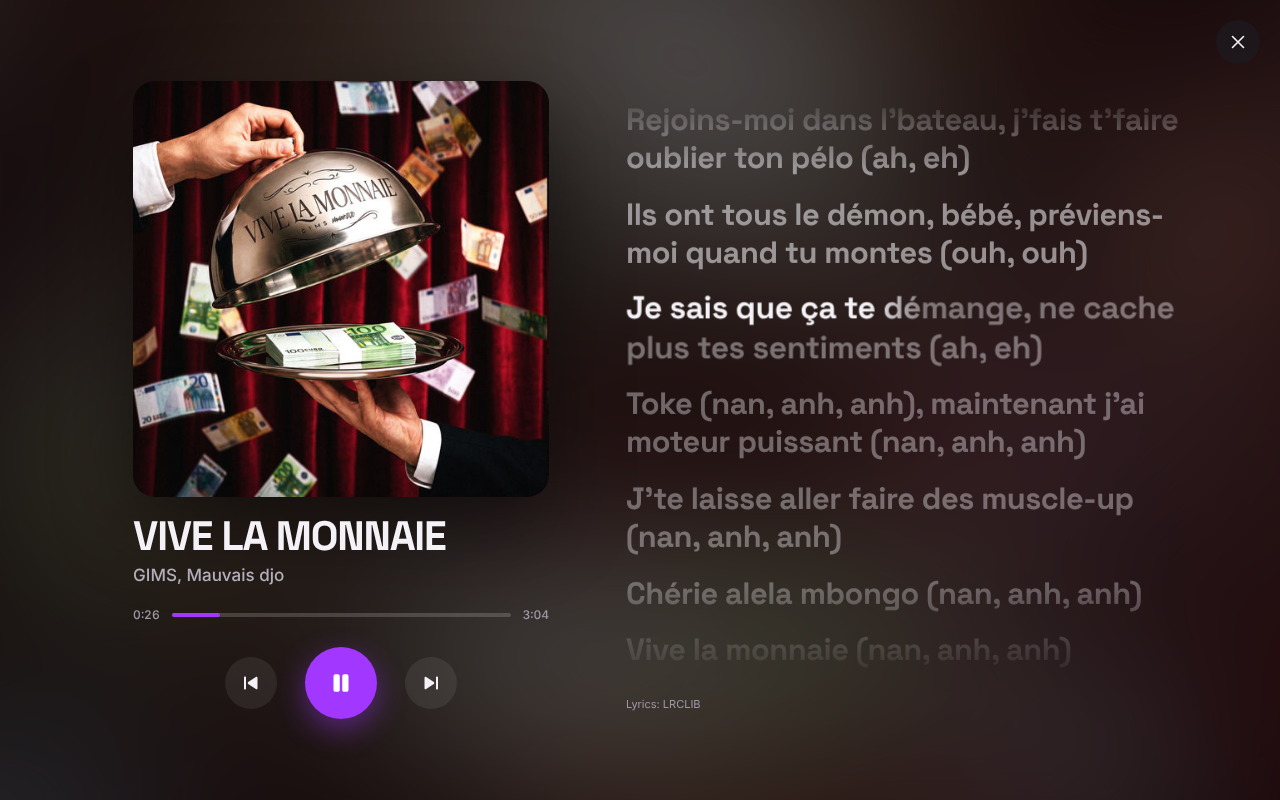 VIVE LA MONNAIE
GIMS
20
100
100
VIVE LA MONNAIE
GIMS, Mauvais djo
0:26
3:04
Rejoins-moi dans l’bateau, j’fais t’faire
oublier ton pélo (ah, eh)
Ils ont tous le démon, bébé, préviens-
moi quand tu montes (ouh, ouh)
Je sais que ça te démange, ne cache
plus tes sentiments (ah, eh)
Toke (nan, anh, anh), maintenant j’ai
moteur puissant (nan, anh, anh)
J’te laisse aller faire des muscle-up
(nan, anh, anh)
Chérie alela mbongo (nan, anh, anh)
Vive la monnaie (nan, anh, anh)
Lyrics: LRCLIB